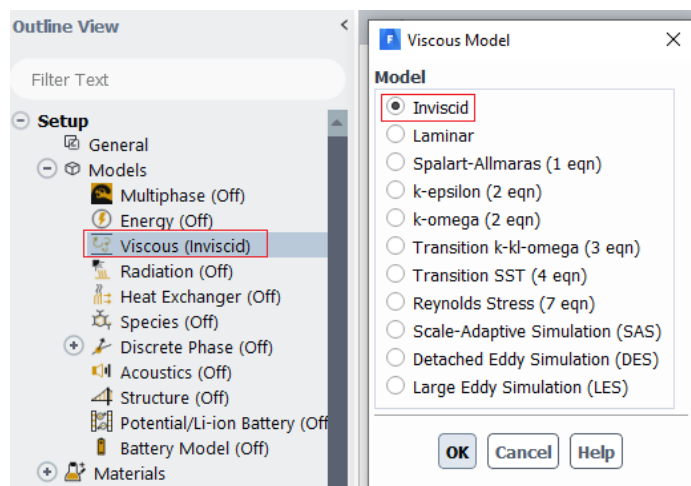 Outline View
<
Filter Text
Setup
General
Models
Multiphase (Off)
Energy (Off)
Viscous (Inviscid)
Radiation (Off)
Heat Exchanger (Off)
Species (Off)
Discrete Phase (Off)
Acoustics (Off)
Structure (Off)
Potential/Li-ion Battery (Off
Battery Model (Off)
Materials
Viscous Model
Model
Inviscid
Laminar
Spalart-Allmaras (1 eqn)
k-epsilon (2 eqn)
k-omega (2 eqn)
Transition k-kl-omega (3 eqn)
Transition SST (4 eqn)
Reynolds Stress (7 eqn)
Scale-Adaptive Simulation (SAS)
Detached Eddy Simulation (DES)
Large Eddy Simulation (LES)
OK Cancel Help